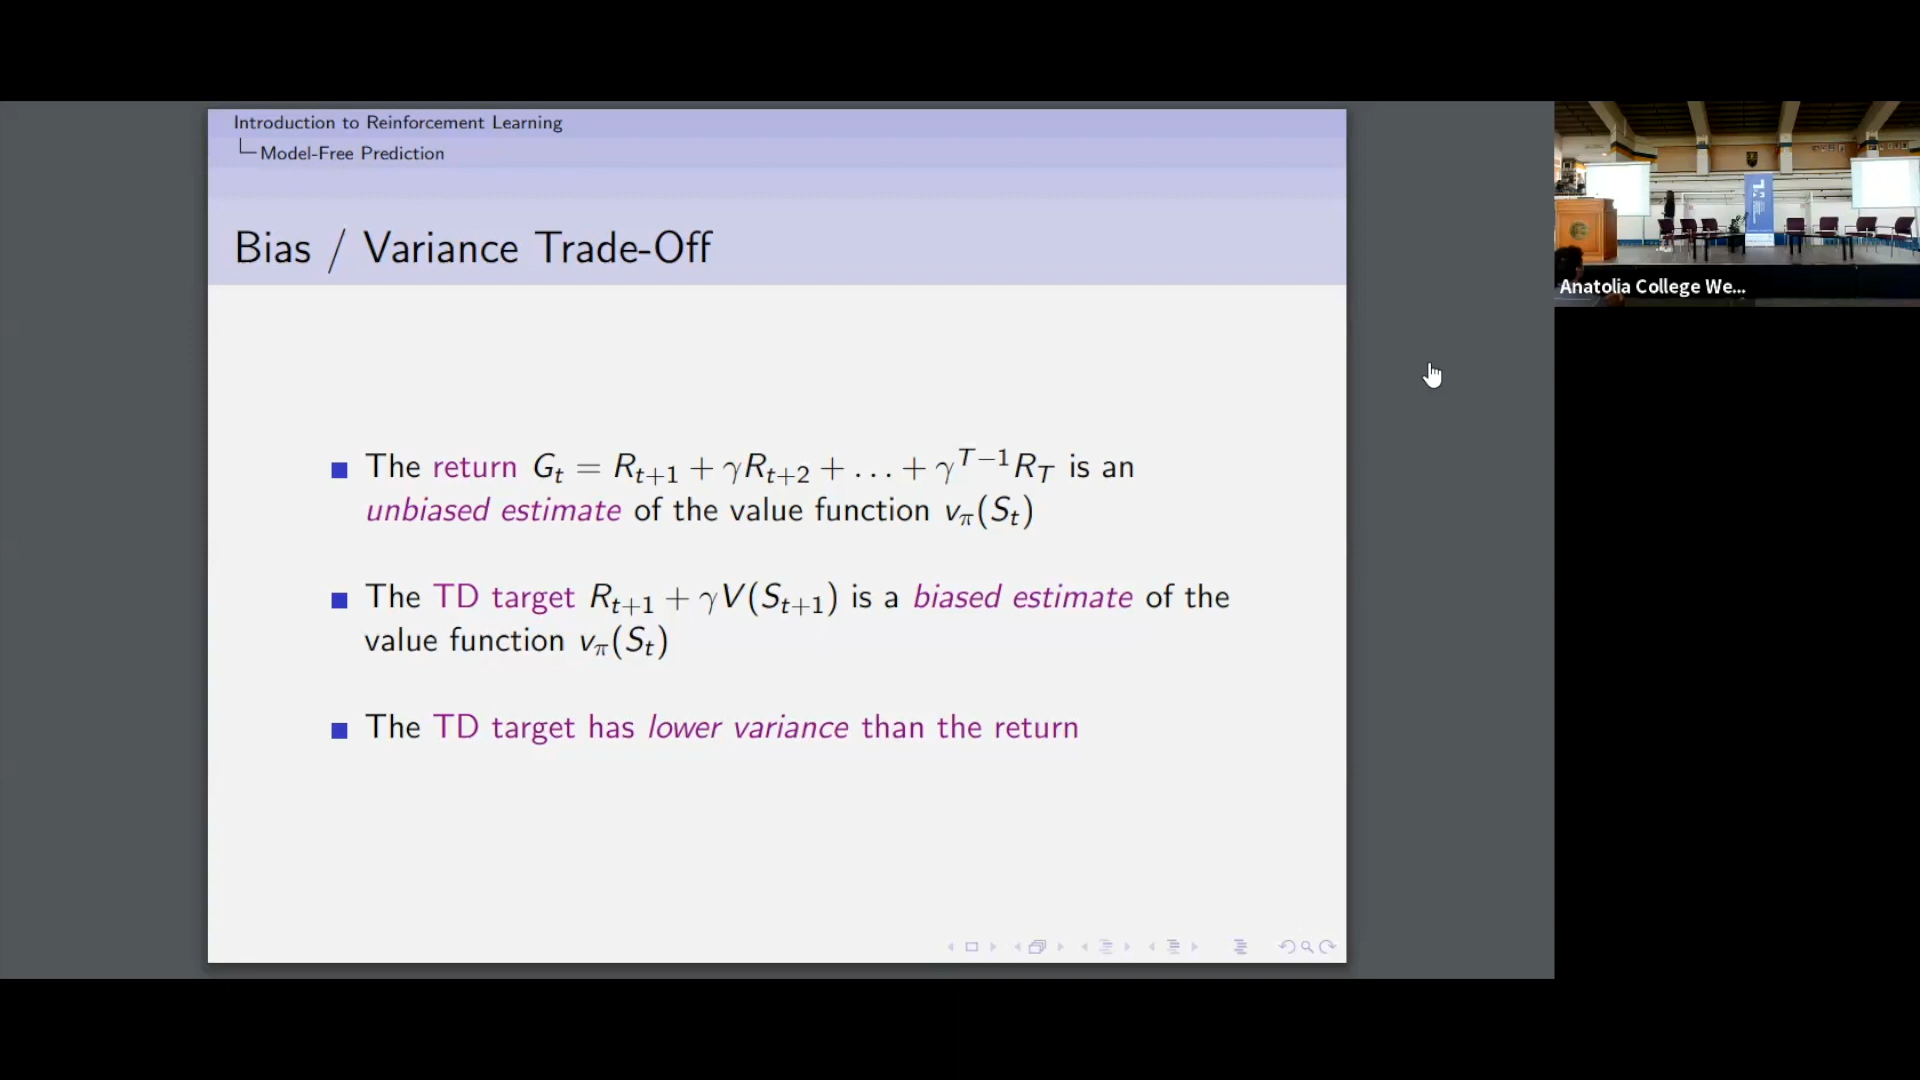 Introduction to Reinforcement Learning
Model-Free Prediction
Bias / Variance Trade-Off
The return G_t = R_{t+1} + γR_{t+2} + ... + γ^{T−1}R_T is an
unbiased estimate of the value function v_π(S_t)
The TD target R_{t+1} + γV(S_{t+1}) is a biased estimate of the
value function v_π(S_t)
The TD target has lower variance than the return
Anatolia College We...